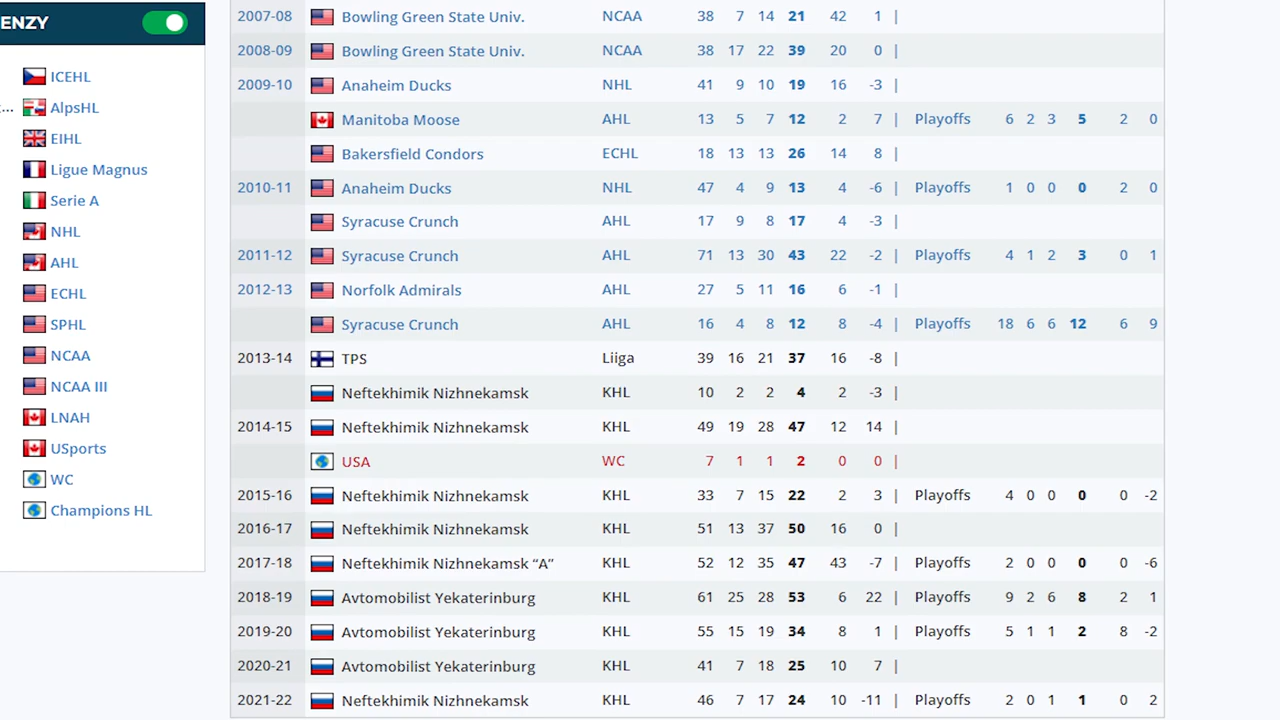 ENZY
ICEHL
... AlpsHL
EIHL
Ligue Magnus
Serie A
NHL
AHL
ECHL
SPHL
NCAA
NCAA III
LNAH
USports
WC
Champions HL
2007-08 Bowling Green State Univ. NCAA 38 7 14 21 42 1 |
2008-09 Bowling Green State Univ. NCAA 38 17 22 39 20 0 |
2009-10 Anaheim Ducks NHL 41 9 10 19 16 -3 |
Manitoba Moose AHL 13 5 7 12 2 7 | Playoffs 6 2 3 5 2 0
Bakersfield Condors ECHL 18 13 13 26 14 8 |
2010-11 Anaheim Ducks NHL 47 4 9 13 4 -6 | Playoffs 1 0 0 0 2 0
Syracuse Crunch AHL 17 9 8 17 4 -3 |
2011-12 Syracuse Crunch AHL 71 13 30 43 22 -2 | Playoffs 4 1 2 3 0 1
2012-13 Norfolk Admirals AHL 27 5 11 16 6 -1 |
Syracuse Crunch AHL 16 4 8 12 8 -4 | Playoffs 18 6 6 12 6 9
2013-14 TPS Liiga 39 16 21 37 16 -8 |
Neftekhimik Nizhnekamsk KHL 10 2 2 4 2 -3 |
2014-15 Neftekhimik Nizhnekamsk KHL 49 19 28 47 12 14 |
USA WC 7 1 1 2 0 0 |
2015-16 Neftekhimik Nizhnekamsk KHL 33 7 15 22 2 3 | Playoffs 4 0 0 0 0 -2
2016-17 Neftekhimik Nizhnekamsk KHL 51 13 37 50 16 0 |
2017-18 Neftekhimik Nizhnekamsk “A” KHL 52 12 35 47 43 -7 | Playoffs 2 0 0 0 0 -6
2018-19 Avtomobilist Yekaterinburg KHL 61 25 28 53 6 22 | Playoffs 9 2 6 8 2 1
2019-20 Avtomobilist Yekaterinburg KHL 55 15 19 34 8 1 | Playoffs 5 1 1 2 8 -2
2020-21 Avtomobilist Yekaterinburg KHL 41 7 18 25 10 7 |
2021-22 Neftekhimik Nizhnekamsk KHL 46 7 17 24 10 -11 | Playoffs 2 0 1 1 0 2